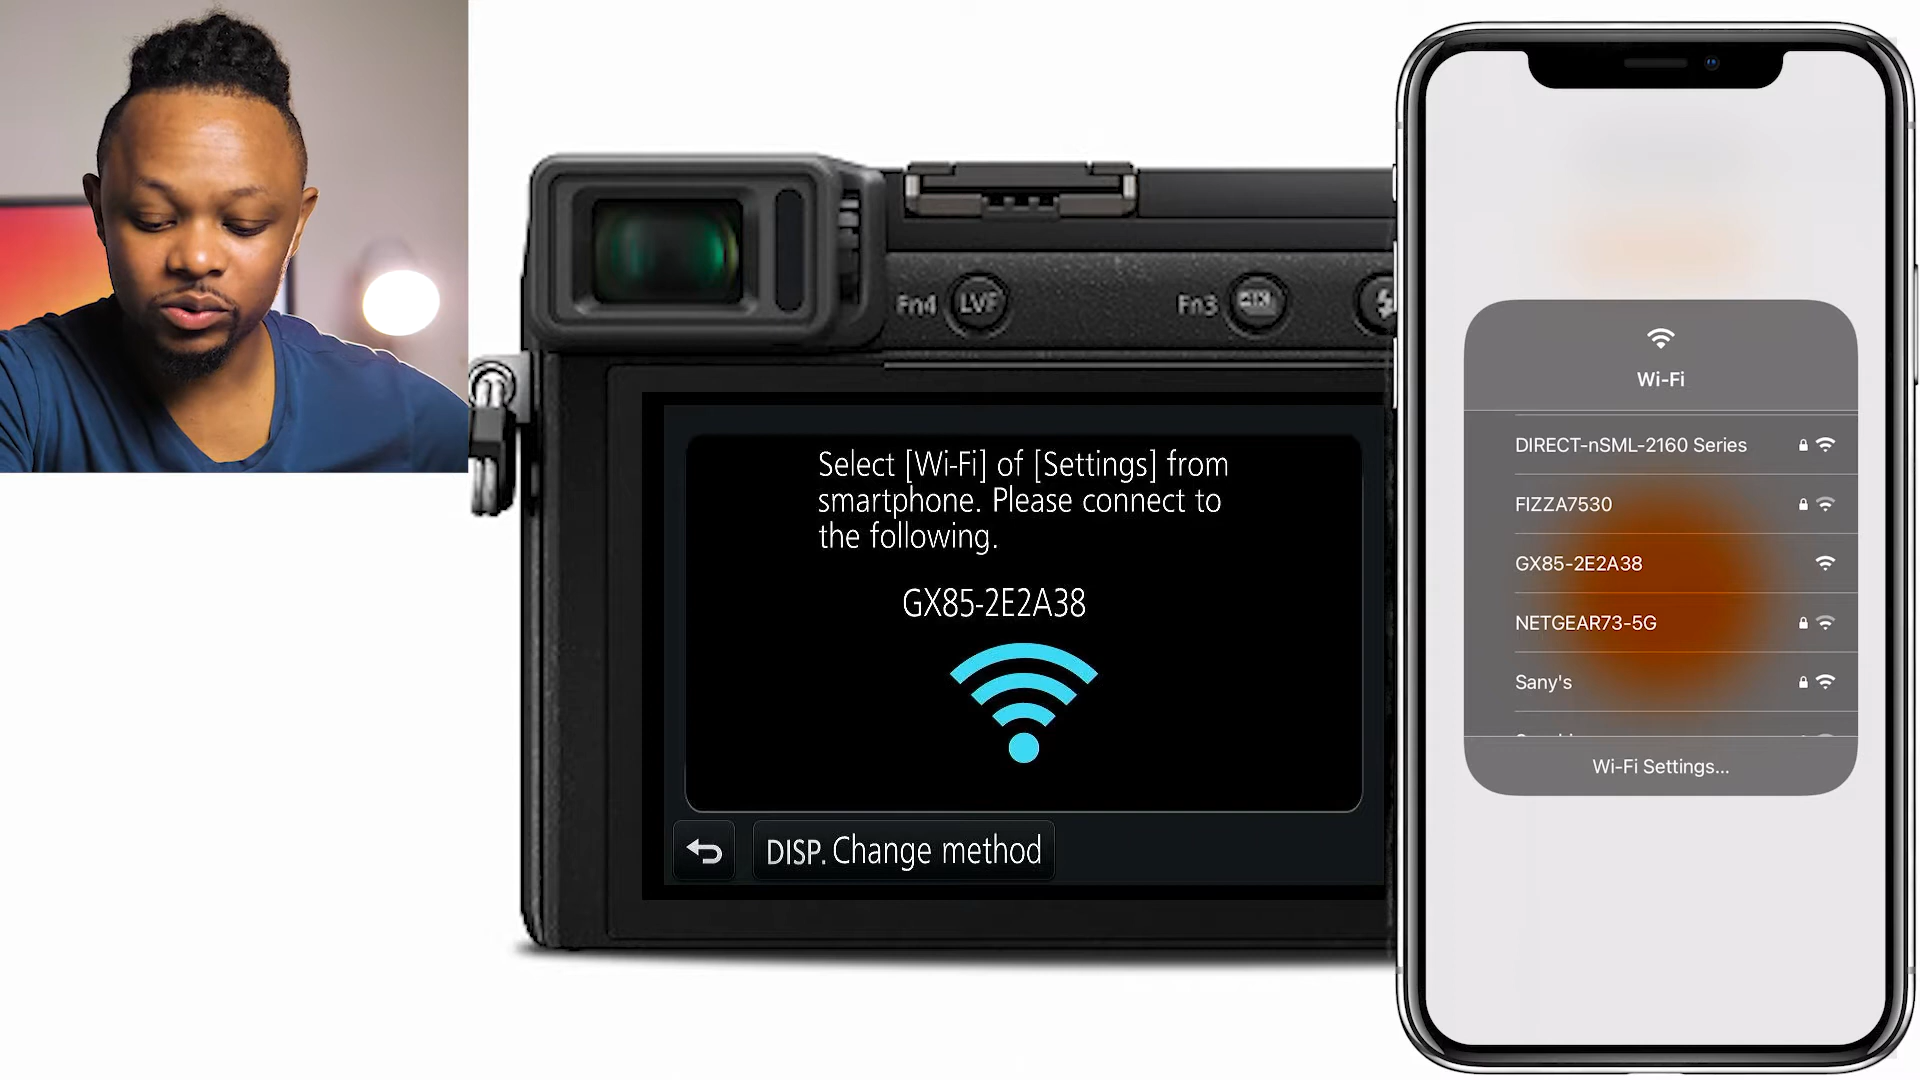 Fn4 LVF
Fn3 4K
Select [Wi-Fi] of [Settings] from
smartphone. Please connect to
the following.
GX85-2E2A38
DISP. Change method
Wi-Fi
DIRECT-nSML-2160 Series
FIZZA7530
GX85-2E2A38
NETGEAR73-5G
Sany's
Wi-Fi Settings...